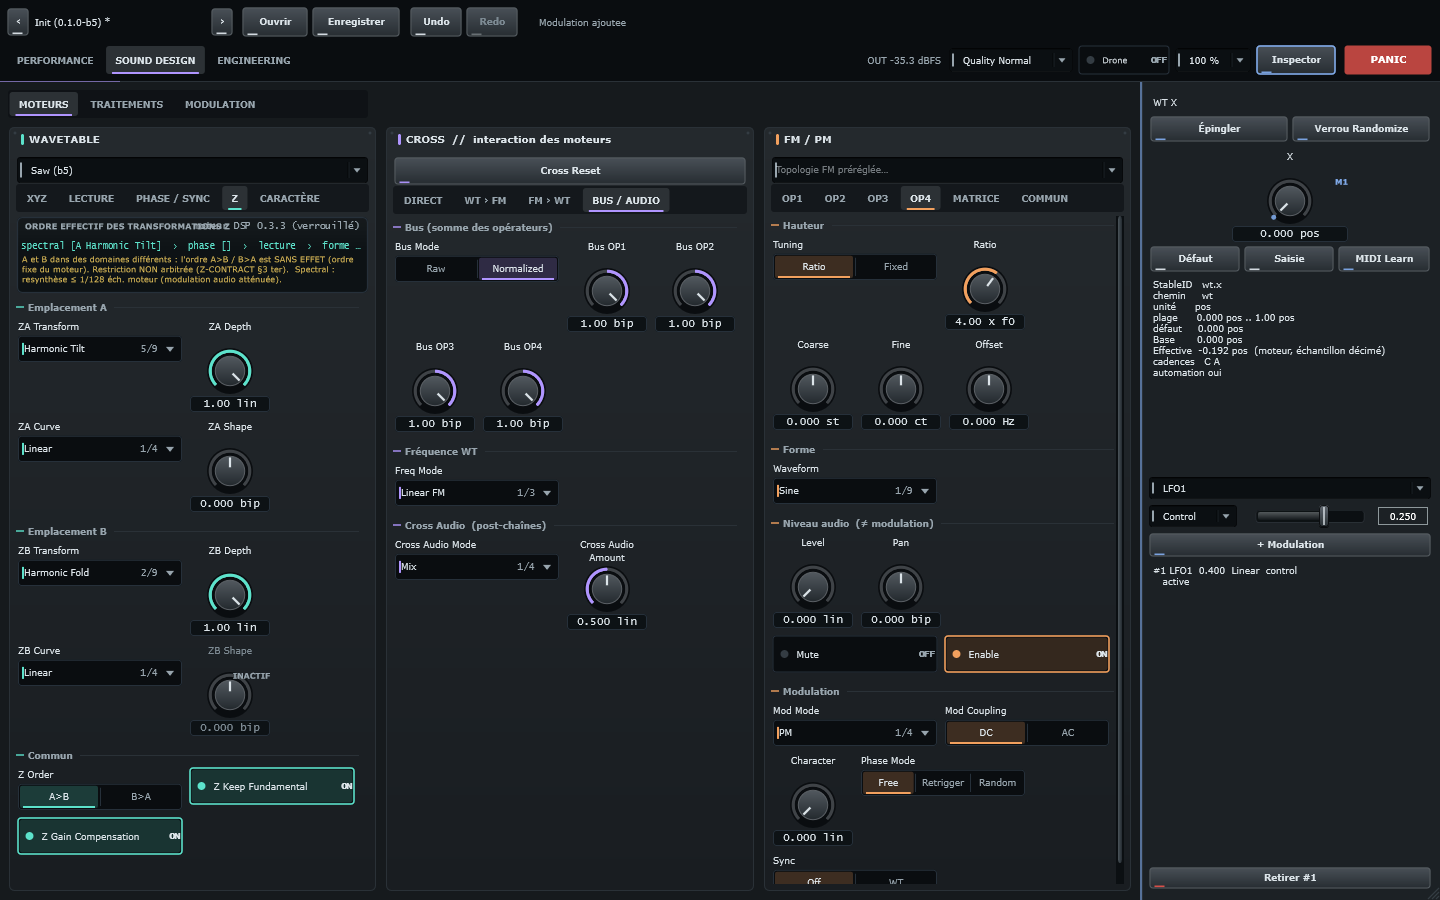 ‹ Init (0.1.0-b5) * › Ouvrir Enregistrer Undo Redo Modulation ajoutee
PERFORMANCE SOUND DESIGN ENGINEERING OUT -35.3 dBFS Quality Normal Drone OFF 100 % Inspector PANIC
MOTEURS TRAITEMENTS MODULATION
WAVETABLE
Saw (b5)
XYZ LECTURE PHASE / SYNC Z CARACTÈRE
ORDRE EFFECTIF DES TRANSFORMATIONS Z DSP 0.3.3 (verrouillé)
spectral [A Harmonic Tilt] › phase [] › lecture › forme …
A et B dans des domaines différents : l'ordre A>B / B>A est SANS EFFET (ordre
fixe du moteur). Restriction NON arbitrée (Z-CONTRACT §3 ter). Spectral :
resynthèse ≤ 1/128 éch. moteur (modulation audio atténuée).
Emplacement A
ZA Transform ZA Depth
Harmonic Tilt 5/9
1.00 lin
ZA Curve ZA Shape
Linear 1/4
0.000 bip
Emplacement B
ZB Transform ZB Depth
Harmonic Fold 2/9
1.00 lin
ZB Curve ZB Shape
Linear 1/4 INACTIF
0.000 bip
Commun
Z Order
A>B B>A Z Keep Fundamental ON
Z Gain Compensation ON
CROSS // interaction des moteurs
Cross Reset
DIRECT WT › FM FM › WT BUS / AUDIO
Bus (somme des opérateurs)
Bus Mode Bus OP1 Bus OP2
Raw Normalized
1.00 bip 1.00 bip
Bus OP3 Bus OP4
1.00 bip 1.00 bip
Fréquence WT
Freq Mode
Linear FM 1/3
Cross Audio (post-chaînes)
Cross Audio Mode Cross Audio
Amount
Mix 1/4
0.500 lin
FM / PM
Topologie FM préréglée…
OP1 OP2 OP3 OP4 MATRICE COMMUN
Hauteur
Tuning Ratio
Ratio Fixed
4.00 x f0
Coarse Fine Offset
0.000 st 0.000 ct 0.000 Hz
Forme
Waveform
Sine 1/9
Niveau audio (≠ modulation)
Level Pan
0.000 lin 0.000 bip
Mute OFF Enable ON
Modulation
Mod Mode Mod Coupling
PM 1/4 DC AC
Character Phase Mode
Free Retrigger Random
0.000 lin
Sync
Off WT
WT X
Épingler Verrou Randomize
X
M1
0.000 pos
Défaut Saisie MIDI Learn
StableID wt.x
chemin wt
unité pos
plage 0.000 pos .. 1.00 pos
défaut 0.000 pos
Base 0.000 pos
Effective -0.192 pos (moteur, échantillon décimé)
cadences C A
automation oui
LFO1
Control 0.250
+ Modulation
#1 LFO1 0.400 Linear control
active
Retirer #1